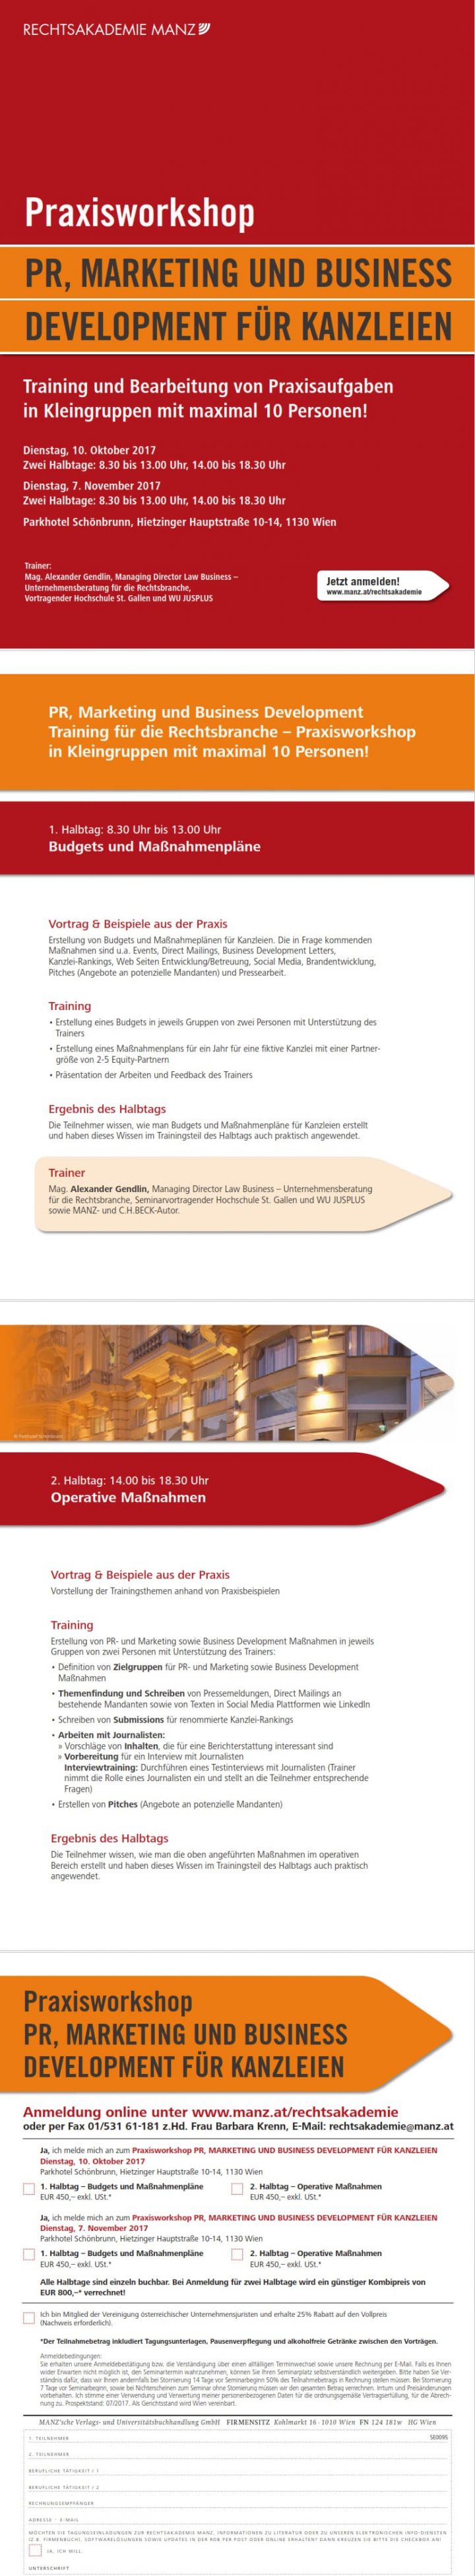 RECHTSAKADEMIE MANZ
Praxisworkshop
PR, MARKETING UND BUSINESS
DEVELOPMENT FÜR KANZLEIEN
Training und Bearbeitung von Praxisaufgaben
in Kleingruppen mit maximal 10 Personen!
Dienstag, 10. Oktober 2017
Zwei Halbtage: 8.30 bis 13.00 Uhr, 14.00 bis 18.30 Uhr
Dienstag, 7. November 2017
Zwei Halbtage: 8.30 bis 13.00 Uhr, 14.00 bis 18.30 Uhr
Parkhotel Schönbrunn, Hietzinger Hauptstraße 10-14, 1130 Wien
Trainer:
Mag. Alexander Gendlin, Managing Director Law Business –
Unternehmensberatung für die Rechtsbranche,
Vortragender Hochschule St. Gallen und WU JUSPLUS
Jetzt anmelden!
www.manz.at/rechtsakademie
PR, Marketing und Business Development
Training für die Rechtsbranche – Praxisworkshop
in Kleingruppen mit maximal 10 Personen!
1. Halbtag: 8.30 Uhr bis 13.00 Uhr
Budgets und Maßnahmenpläne
Vortrag & Beispiele aus der Praxis
Erstellung von Budgets und Maßnahmeplänen für Kanzleien. Die in Frage kommenden
Maßnahmen sind u.a. Events, Direct Mailings, Business Development Letters,
Kanzlei-Rankings, Web Seiten Entwicklung/Betreuung, Social Media, Brandentwicklung,
Pitches (Angebote an potenzielle Mandanten) und Pressearbeit.
Training
• Erstellung eines Budgets in jeweils Gruppen von zwei Personen mit Unterstützung des
Trainers
• Erstellung eines Maßnahmenplans für ein Jahr für eine fiktive Kanzlei mit einer Partner-
größe von 2-5 Equity-Partnern
• Präsentation der Arbeiten und Feedback des Trainers
Ergebnis des Halbtags
Die Teilnehmer wissen, wie man Budgets und Maßnahmenpläne für Kanzleien erstellt
und haben dieses Wissen im Trainingsteil des Halbtags auch praktisch angewendet.
Trainer
Mag. Alexander Gendlin, Managing Director Law Business – Unternehmensberatung
für die Rechtsbranche, Seminarvortragender Hochschule St. Gallen und WU JUSPLUS
sowie MANZ- und C.H.BECK-Autor.
2. Halbtag: 14.00 bis 18.30 Uhr
Operative Maßnahmen
Vortrag & Beispiele aus der Praxis
Vorstellung der Trainingsthemen anhand von Praxisbeispielen
Training
Erstellung von PR- und Marketing sowie Business Development Maßnahmen in jeweils
Gruppen von zwei Personen mit Unterstützung des Trainers:
• Definition von Zielgruppen für PR- und Marketing sowie Business Development
Maßnahmen
• Themenfindung und Schreiben von Pressemeldungen, Direct Mailings an
bestehende Mandanten sowie von Texten in Social Media Plattformen wie LinkedIn
• Schreiben von Submissions für renommierte Kanzlei-Rankings
• Arbeiten mit Journalisten:
» Vorschläge von Inhalten, die für eine Berichterstattung interessant sind
» Vorbereitung für ein Interview mit Journalisten
Interviewtraining: Durchführen eines Testinterviews mit Journalisten (Trainer
nimmt die Rolle eines Journalisten ein und stellt an die Teilnehmer entsprechende
Fragen)
• Erstellen von Pitches (Angebote an potenzielle Mandanten)
Ergebnis des Halbtags
Die Teilnehmer wissen, wie man die oben angeführten Maßnahmen im operativen
Bereich erstellt und haben dieses Wissen im Trainingsteil des Halbtags auch praktisch
angewendet.
Praxisworkshop
PR, MARKETING UND BUSINESS
DEVELOPMENT FÜR KANZLEIEN
Anmeldung online unter www.manz.at/rechtsakademie
oder per Fax 01/531 61-181 z.Hd. Frau Barbara Krenn, E-Mail: rechtsakademie@manz.at
Ja, ich melde mich an zum Praxisworkshop PR, MARKETING UND BUSINESS DEVELOPMENT FÜR KANZLEIEN
Dienstag, 10. Oktober 2017
Parkhotel Schönbrunn, Hietzinger Hauptstraße 10-14, 1130 Wien
1. Halbtag – Budgets und Maßnahmenpläne
EUR 450,– exkl. USt.*
2. Halbtag – Operative Maßnahmen
EUR 450,– exkl. USt.*
Ja, ich melde mich an zum Praxisworkshop PR, MARKETING UND BUSINESS DEVELOPMENT FÜR KANZLEIEN
Dienstag, 7. November 2017
Parkhotel Schönbrunn, Hietzinger Hauptstraße 10-14, 1130 Wien
1. Halbtag – Budgets und Maßnahmenpläne
EUR 450,– exkl. USt.*
2. Halbtag – Operative Maßnahmen
EUR 450,– exkl. USt.*
Alle Halbtage sind einzeln buchbar. Bei Anmeldung für zwei Halbtage wird ein günstiger Kombipreis von
EUR 800,–* verrechnet!
Ich bin Mitglied der Vereinigung österreichischer Unternehmensjuristen und erhalte 25% Rabatt auf den Vollpreis
(Nachweis erforderlich).
*Der Teilnahmebetrag inkludiert Tagungsunterlagen, Pausenverpflegung und alkoholfreie Getränke zwischen den Vorträgen.
Anmeldebedingungen:
Sie erhalten unsere Anmeldebestätigung bzw. die Verständigung über einen allfälligen Terminwechsel sowie unsere Rechnung per E-Mail. Falls es Ihnen
wider Erwarten nicht möglich ist, den Seminartermin wahrzunehmen, können Sie Ihren Seminarplatz selbstverständlich weitergeben. Bitte haben Sie Ver-
ständnis dafür, dass wir Ihnen andernfalls bei Stornierung 14 Tage vor Seminarbeginn 50% des Teilnahmebetrags in Rechnung stellen müssen. Bei Stornierung
7 Tage vor Seminarbeginn, sowie bei Nichterscheinen zum Seminar ohne Stornierung müssen wir den gesamten Betrag verrechnen. Irrtum und Preisänderungen
vorbehalten. Ich stimme einer Verwendung und Verwertung meiner personenbezogenen Daten für die ordnungsgemäße Vertragserfüllung, für die Abrech-
nung zu. Prospektstand: 07/2017. Als Gerichtsstand wird Wien vereinbart.
MANZ'sche Verlags- und Universitätsbuchhandlung GmbH FIRMENSITZ Kohlmarkt 16 · 1010 Wien FN 124 181w HG Wien
1. TEILNEHMER
SE0095
2. TEILNEHMER
BERUFLICHE TÄTIGKEIT / 1
BERUFLICHE TÄTIGKEIT / 2
RECHNUNGSEMPFÄNGER
ADRESSE · E-MAIL
MÖCHTEN SIE TAGUNGSEINLADUNGEN ZUR RECHTSAKADEMIE MANZ, INFORMATIONEN ZU LITERATUR ODER ZU UNSEREN ELEKTRONISCHEN INFO-DIENSTEN
(Z.B. FIRMENBUCH), SOFTWARELÖSUNGEN SOWIE UPDATES IN DER RDB PER POST ODER ONLINE ERHALTEN? DANN KREUZEN SIE BITTE DIE CHECKBOX AN!
JA, ICH WILL.
UNTERSCHRIFT